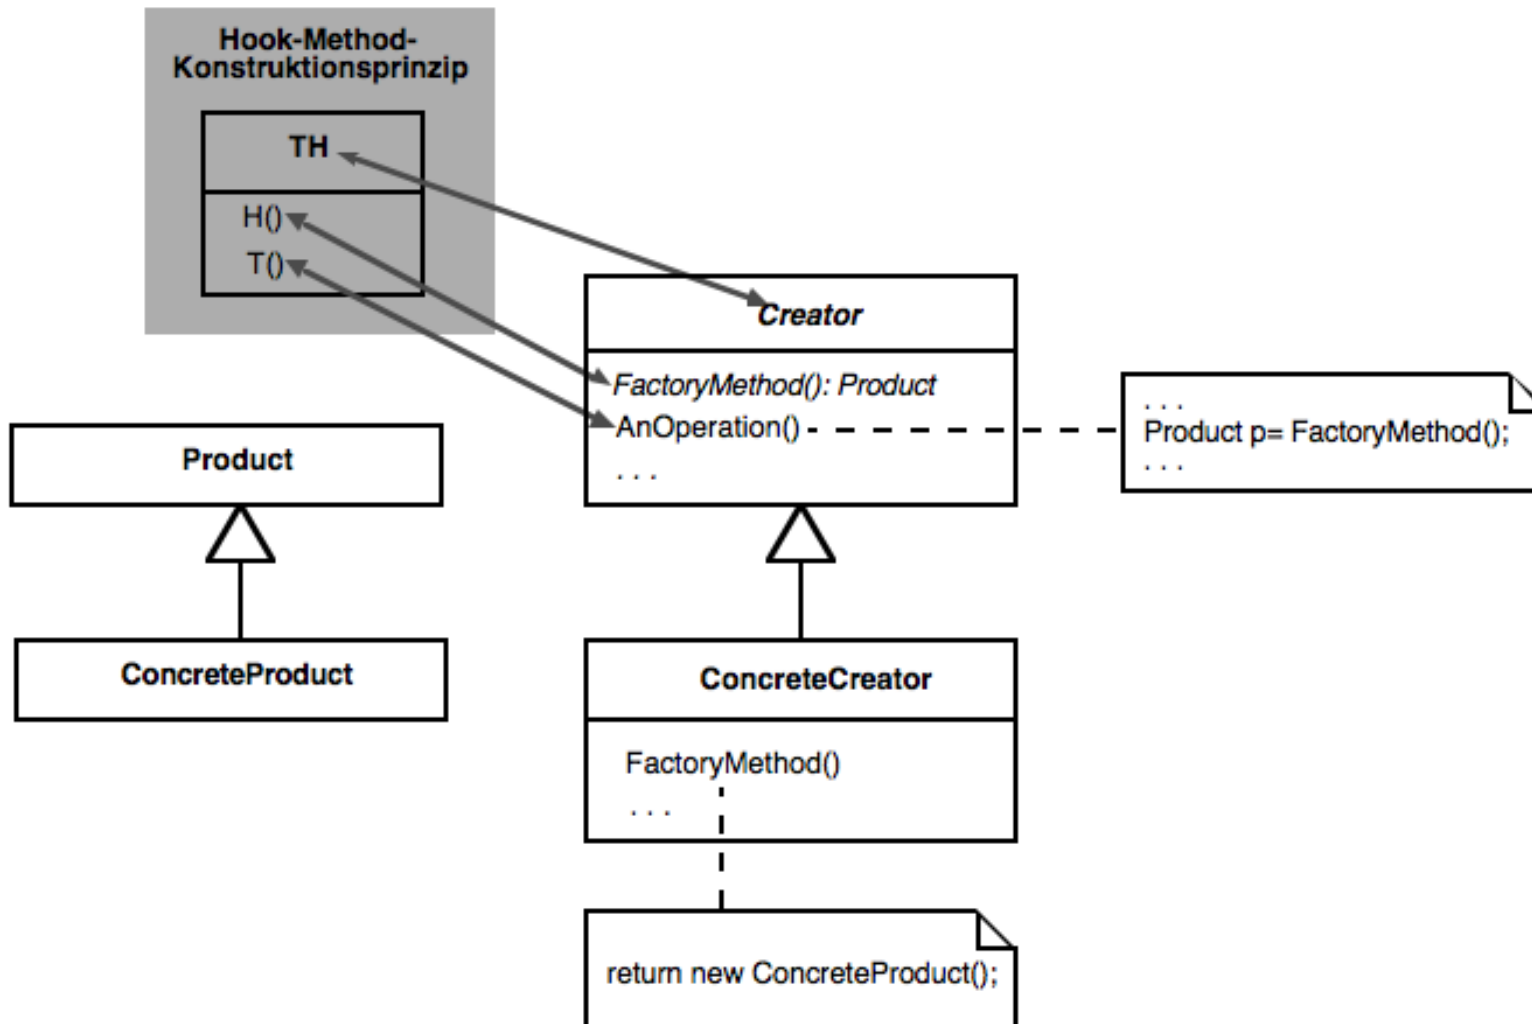 Hook-Method-
Konstruktionsprinzip
TH
H()
T()
Creator
FactoryMethod(): Product
AnOperation()
. . .
. . .
Product p= FactoryMethod();
. . .
Product
ConcreteProduct
ConcreteCreator
FactoryMethod()
. . .
return new ConcreteProduct();